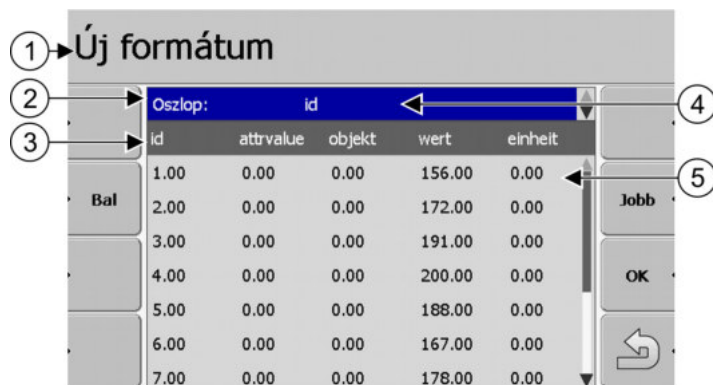 1 Új formátum
2 Oszlop: id 4
3 id attrvalue objekt wert einheit
1.00 0.00 0.00 156.00 0.00 5
Bal 2.00 0.00 0.00 172.00 0.00 Jobb
3.00 0.00 0.00 191.00 0.00
4.00 0.00 0.00 200.00 0.00 OK
5.00 0.00 0.00 188.00 0.00
6.00 0.00 0.00 167.00 0.00
7.00 0.00 0.00 178.00 0.00